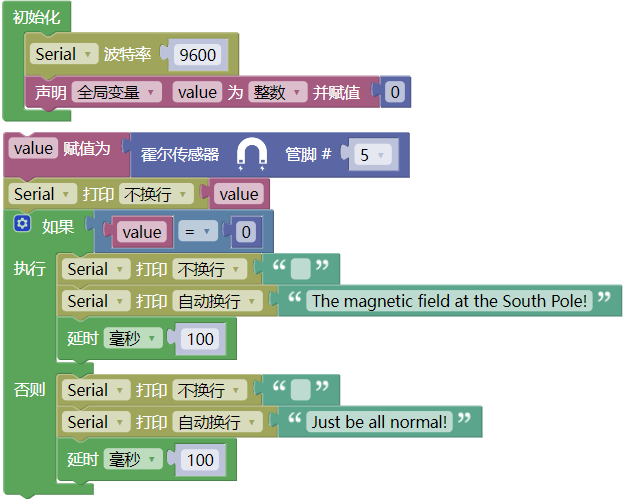 初始化
Serial 波特率 9600
声明 全局变量 value 为 整数 并赋值 0
value 赋值为 霍尔传感器 管脚 # 5
Serial 打印 不换行 value
如果 value = 0
执行 Serial 打印 不换行 “ ”
Serial 打印 自动换行 “ The magnetic field at the South Pole! ”
延时 毫秒 100
否则 Serial 打印 不换行 “ ”
Serial 打印 自动换行 “ Just be all normal! ”
延时 毫秒 100